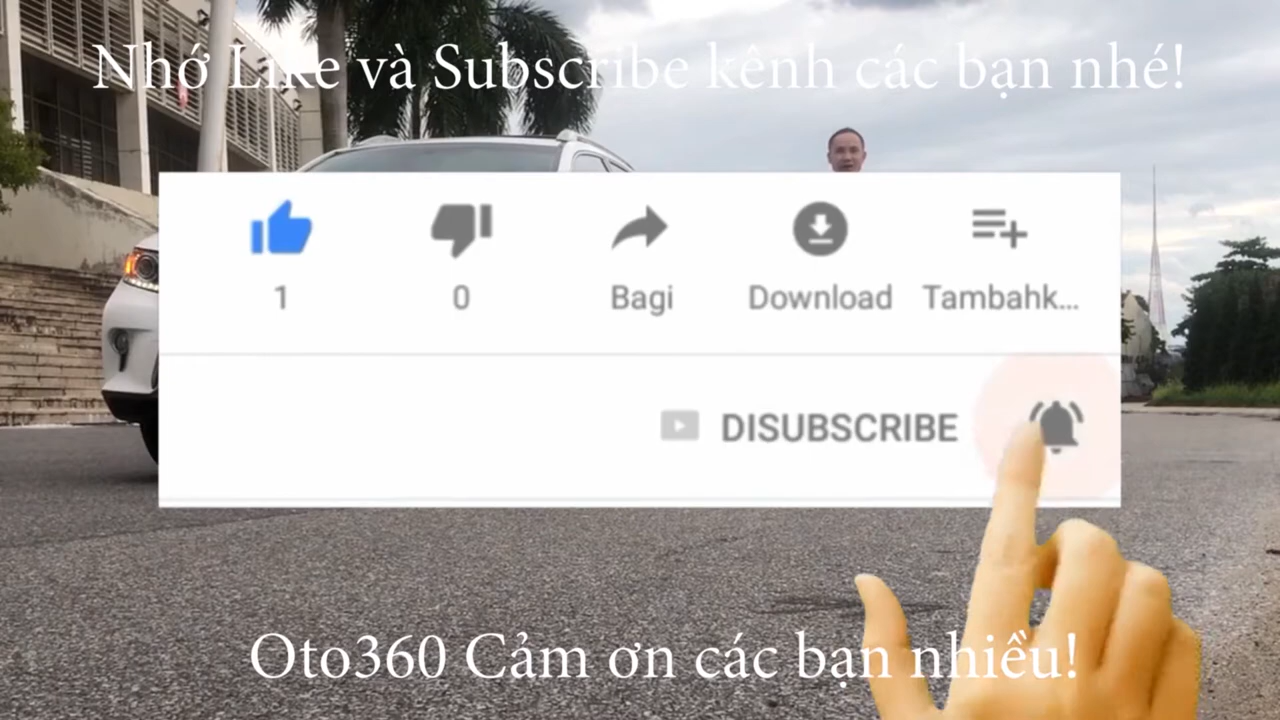 Nhớ Like và Subscribe kênh các bạn nhé!
1 0 Bagi Download Tambahk...
DISUBSCRIBE
Oto360 Cảm ơn các bạn nhiều!